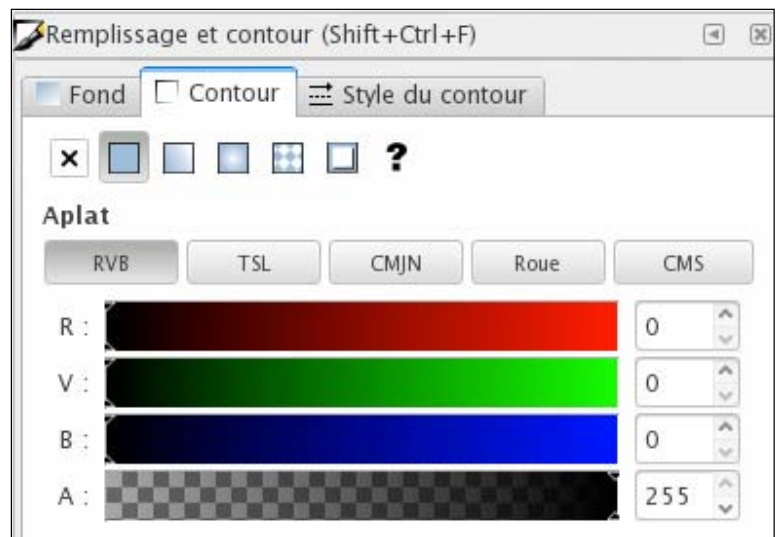 Remplissage et contour (Shift+Ctrl+F)
Fond Contour Style du contour
?
Aplat
RVB TSL CMJN Roue CMS
R : 0
V : 0
B : 0
A : 255